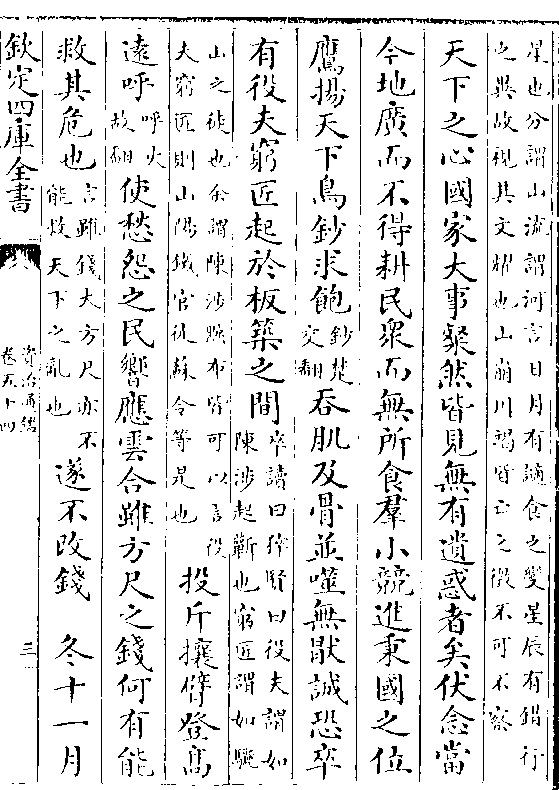 星也分謂山流謂河言日月有謫食之變星辰有錯行
之異故視其文燿也山崩川竭皆亡之徵不可不察
天下之心國家大事粲然皆見無有遺惑者矣伏念當
今地廣而不得耕民衆而無所食羣小競進秉國之位
鷹揚天下鳥鈔求飽鈔楚交翻吞肌及骨並噬無猒誠恐卒
有役夫窮匠起於板築之間卒讀曰猝賢曰役夫謂如陳涉起蘄也窮匠謂如驪
山之徒也余謂陳涉黥布皆可以言役夫窮匠則山陽鐵官徒蘇令等是也投斤攘臂登高
遠呼呼火故翻使愁怨之民響應雲合雖方尺之錢何有能
救其危也言雖錢大方尺亦不能救天下之亂也遂不改錢 冬十一月
欽定四庫全書
資治通鑑
卷五十四
三